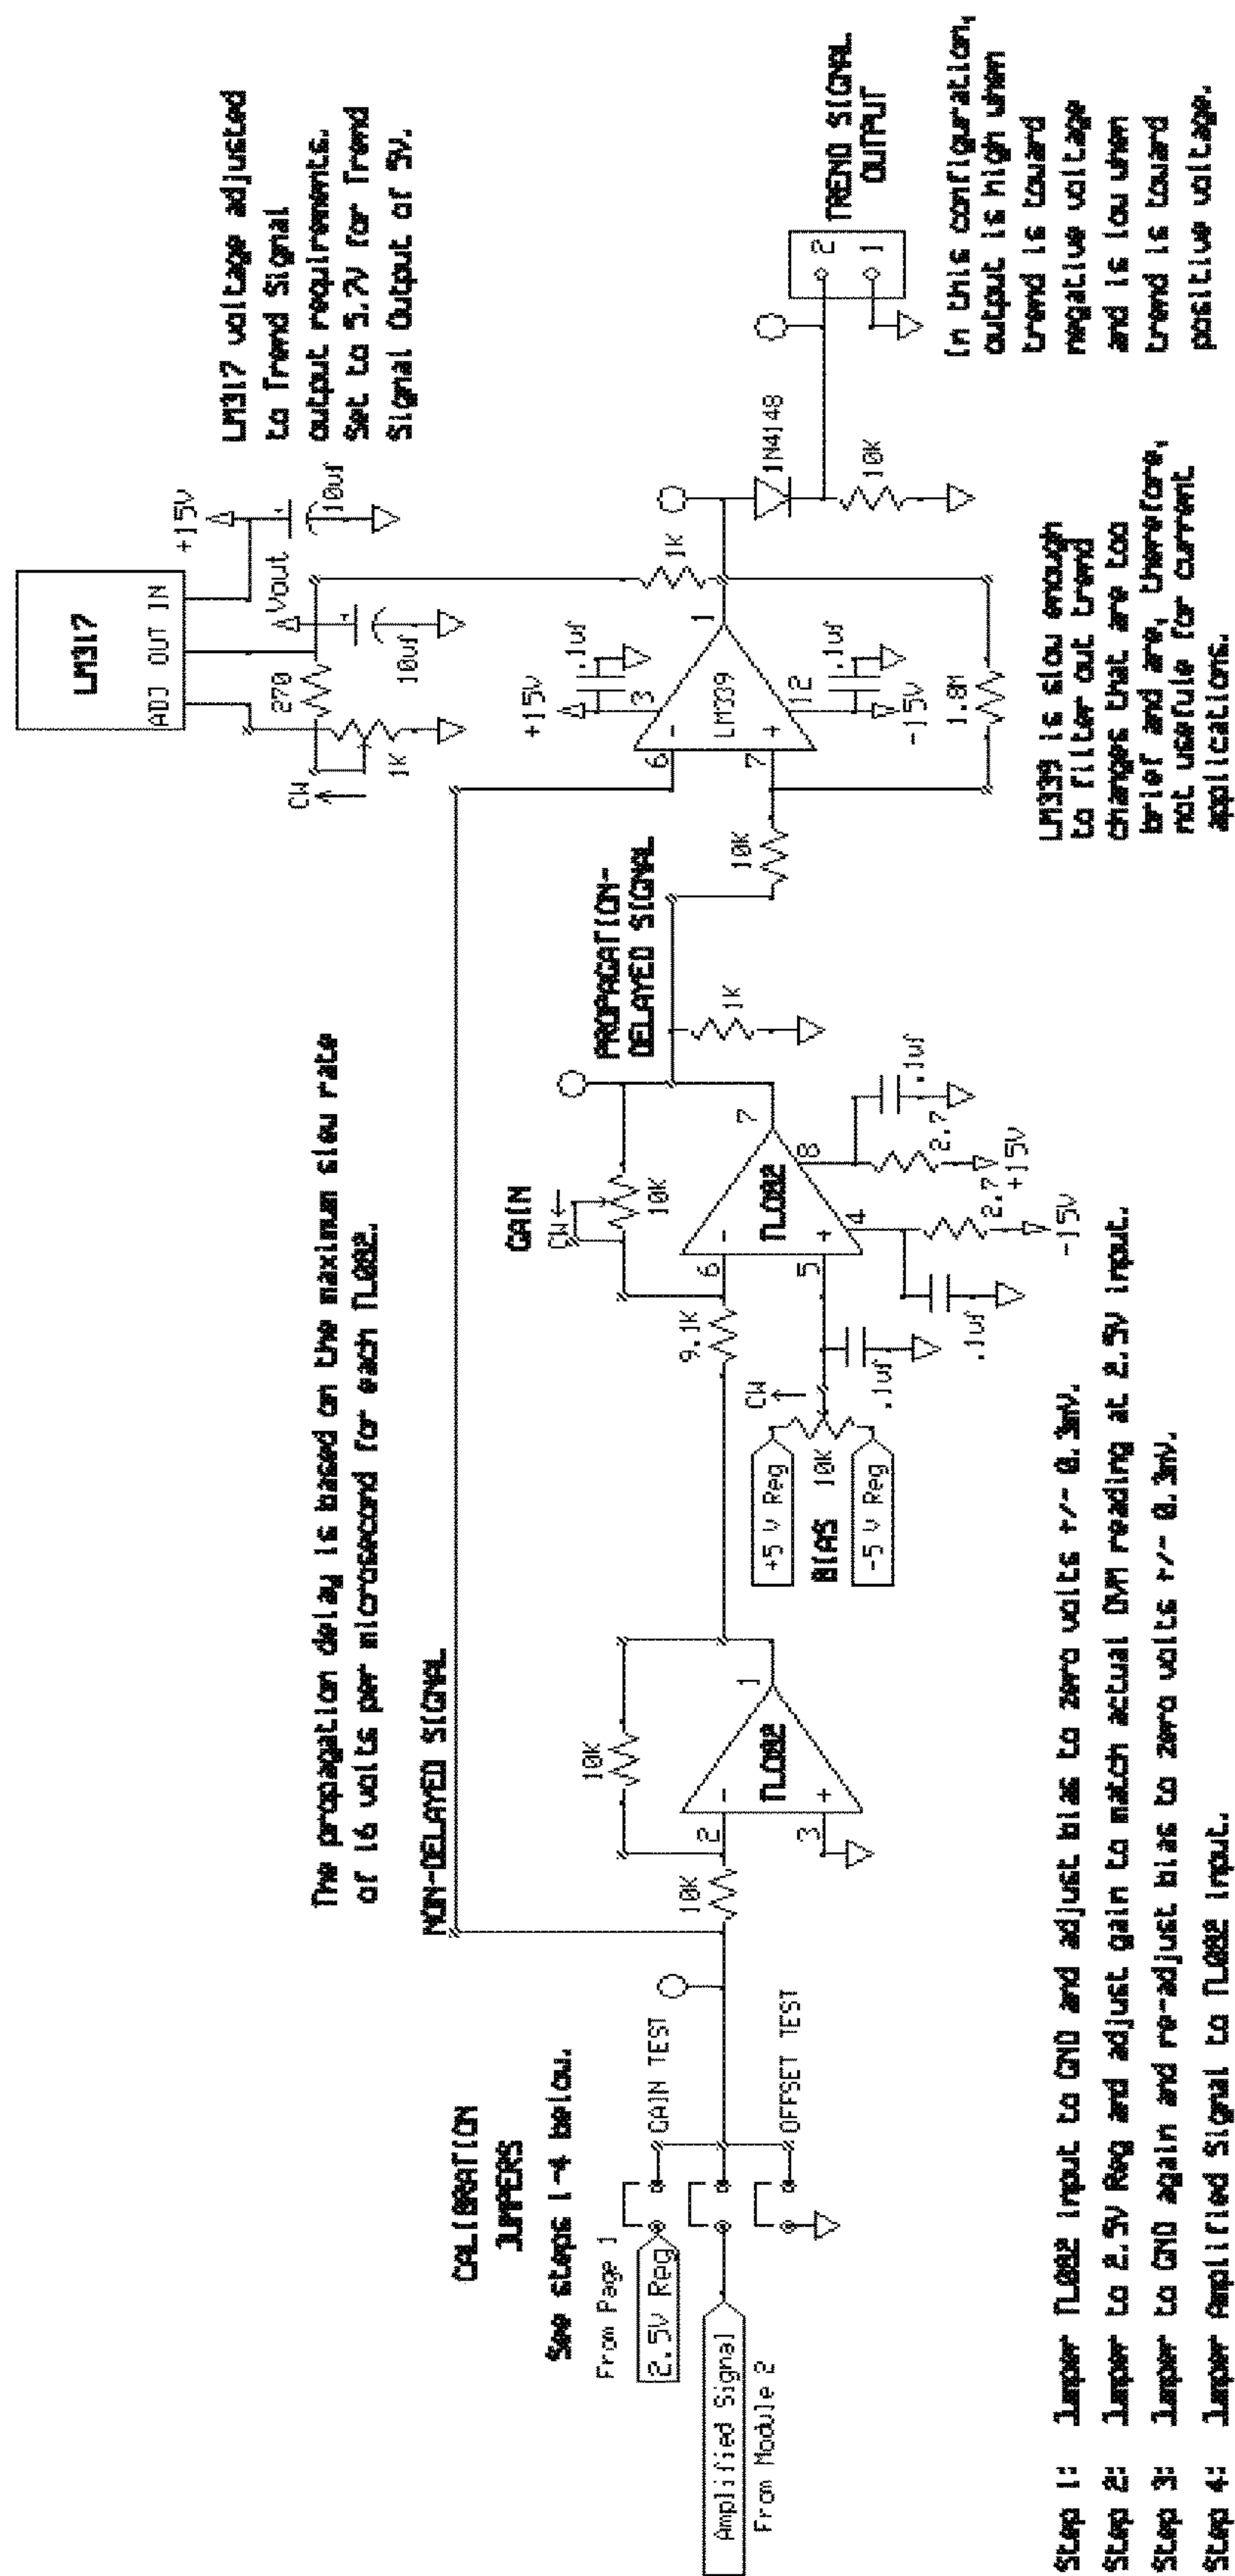 The propagation delay is based on the maximum slew rate
of 16 volts per microsecond for each TL082.
LM317
ADJ OUT IN
+15V
10uf
Vout
10uf
270
CW
1K
LM317 voltage adjusted
to Trend Signal
output requirements.
Set to 5.7V for Trend
Signal Output of 5V.
NON-DELAYED SIGNAL
CALIBRATION
JUMPERS
See steps 1-4 below.
From Page 1
2.5V Reg
GAIN TEST
Amplified Signal
From Module 2
OFFSET TEST
10K
10K
2
3
-
+
TL082
1
9.1K
GAIN
CW
10K
6
5
-
+
TL082
7
8
4
.1uf
2.7
+15V
2.7
-15V
.1uf
CW
.1uf
+5 V Reg
BIAS
10K
-5 V Reg
PROPAGATION-
DELAYED SIGNAL
1K
10K
6
7
-
+
LM339
3
12
1
+15V
.1uf
-15V
.1uf
1.8M
1K
1N4148
10K
2
1
TREND SIGNAL
OUTPUT
In this configuration,
output is high when
trend is toward
negative voltage
and is low when
trend is toward
positive voltage.
LM339 is slow enough
to filter out trend
changes that are too
brief and are, therefore,
not usefule for current
applications.
Step 1: Jumper TL082 input to GND and adjust bias to zero volts +/- 0.3mV.
Step 2: Jumper to 2.5V Reg and adjust gain to match actual DVM reading at 2.5V input.
Step 3: Jumper to GND again and re-adjust bias to zero volts +/- 0.3mV.
Step 4: Jumper Amplified Signal to TL082 input.